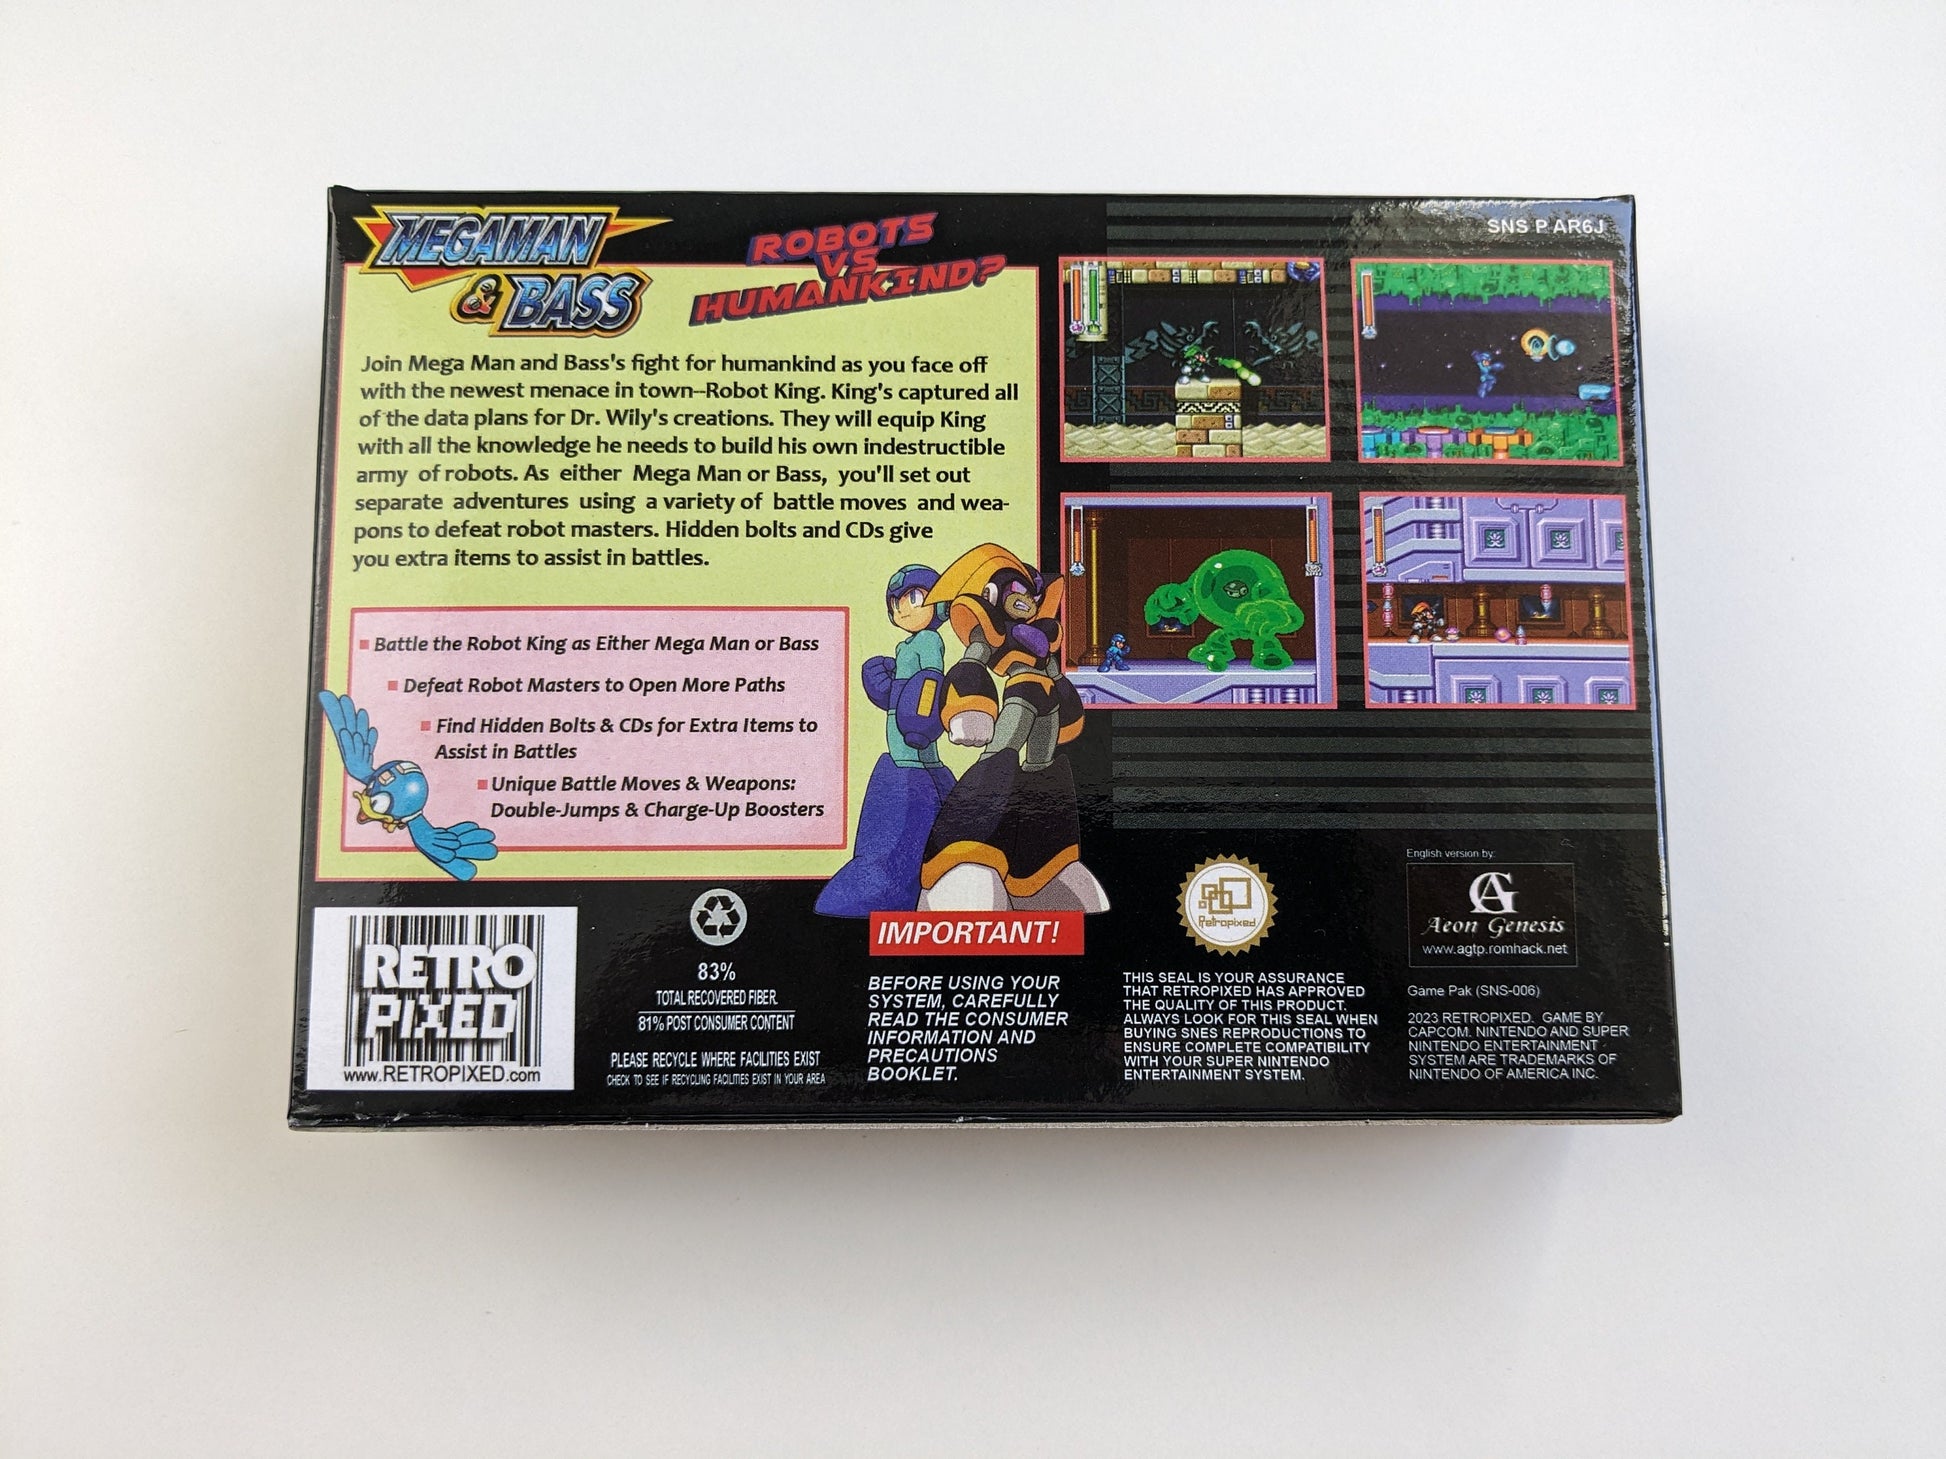 MEGAMAN
& BASS
ROBOTS
VS
HUMANKIND?
SNS P AR6J
Join Mega Man and Bass's fight for humankind as you face off
with the newest menace in town--Robot King. King's captured all
of the data plans for Dr. Wily's creations. They will equip King
with all the knowledge he needs to build his own indestructible
army of robots. As either Mega Man or Bass, you'll set out
separate adventures using a variety of battle moves and wea-
pons to defeat robot masters. Hidden bolts and CDs give
you extra items to assist in battles.
Battle the Robot King as Either Mega Man or Bass
Defeat Robot Masters to Open More Paths
Find Hidden Bolts & CDs for Extra Items to
Assist in Battles
Unique Battle Moves & Weapons:
Double-Jumps & Charge-Up Boosters
RETRO
PIXED
www.RETROPIXED.com
83%
TOTAL RECOVERED FIBER
81% POST CONSUMER CONTENT
PLEASE RECYCLE WHERE FACILITIES EXIST
CHECK TO SEE IF RECYCLING FACILITIES EXIST IN YOUR AREA
IMPORTANT!
BEFORE USING YOUR
SYSTEM, CAREFULLY
READ THE CONSUMER
INFORMATION AND
PRECAUTIONS
BOOKLET.
Retropixed
THIS SEAL IS YOUR ASSURANCE
THAT RETROPIXED HAS APPROVED
THE QUALITY OF THIS PRODUCT.
ALWAYS LOOK FOR THIS SEAL WHEN
BUYING SNES REPRODUCTIONS TO
ENSURE COMPLETE COMPATIBILITY
WITH YOUR SUPER NINTENDO
ENTERTAINMENT SYSTEM.
English version by:
AG
Aeon Genesis
www.agtp.romhack.net
Game Pak (SNS-006)
2023 RETROPIXED. GAME BY
CAPCOM. NINTENDO AND SUPER
NINTENDO ENTERTAINMENT
SYSTEM ARE TRADEMARKS OF
NINTENDO OF AMERICA INC.